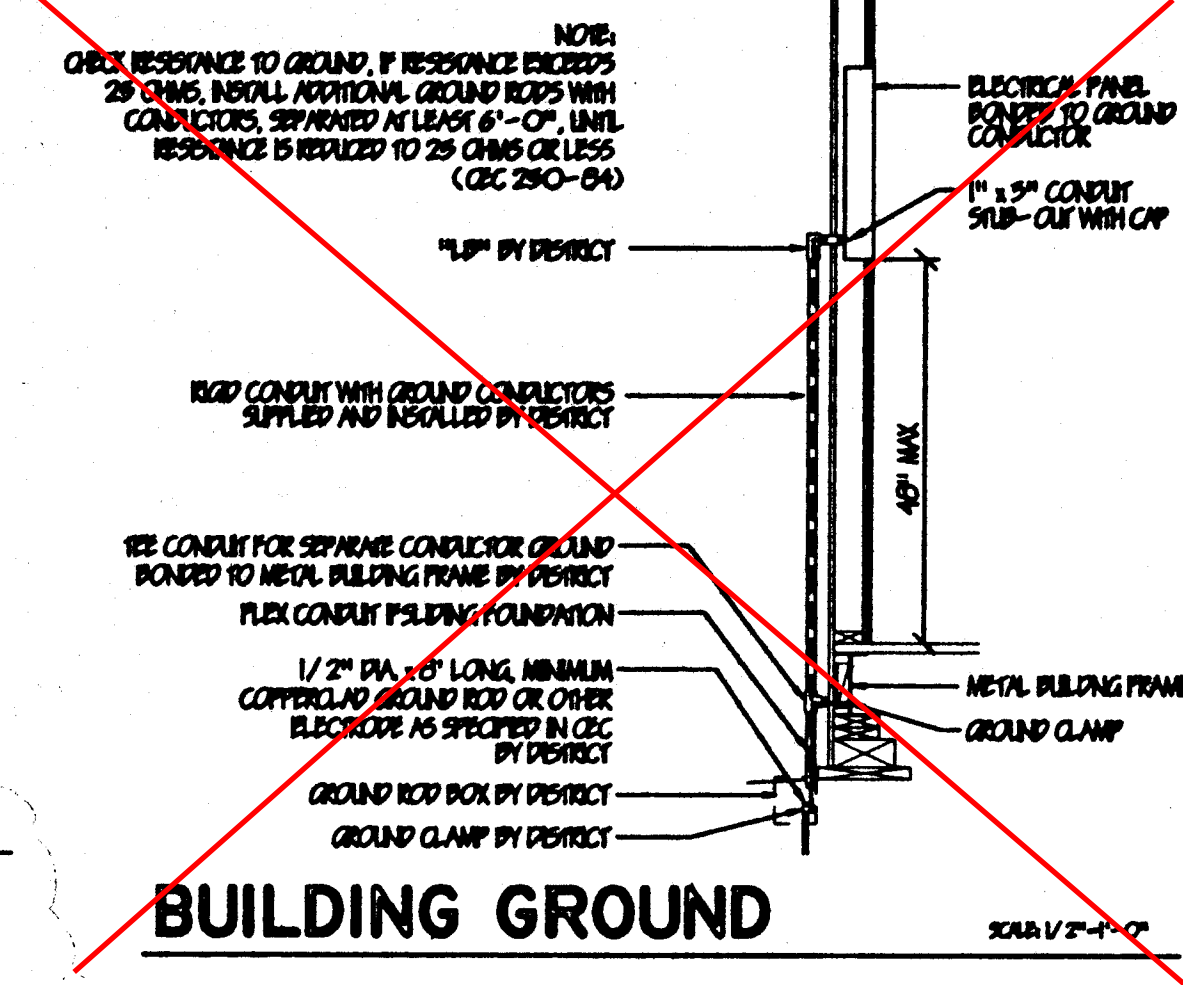 NOTE:
CHECK RESISTANCE TO GROUND, IF RESISTANCE EXCEEDS
25 OHMS, INSTALL ADDITIONAL GROUND RODS WITH
CONDUCTORS, SEPARATED AT LEAST 6'-0", UNTIL
RESISTANCE IS REDUCED TO 25 OHMS OR LESS
(CEC 250-84)
ELECTRICAL PANEL
BONDED TO GROUND
CONDUCTOR
1" x 3" CONDUIT
STUB-OUT WITH CAP
"LB" BY DISTRICT
RIGID CONDUIT WITH GROUND CONDUCTORS
SUPPLIED AND INSTALLED BY DISTRICT
48" MAX
TEE CONDUIT FOR SEPARATE CONDUCTOR GROUND
BONDED TO METAL BUILDING FRAME BY DISTRICT
FLEX CONDUIT IF SLIDING FOUNDATION
1/2" DIA. x 8' LONG, MINIMUM
COPPERCLAD GROUND ROD OR OTHER
ELECTRODE AS SPECIFIED IN CEC
BY DISTRICT
METAL BUILDING FRAME
GROUND CLAMP
GROUND ROD BOX BY DISTRICT
GROUND CLAMP BY DISTRICT
BUILDING GROUND
SCALE: 1/2"=1'-0"